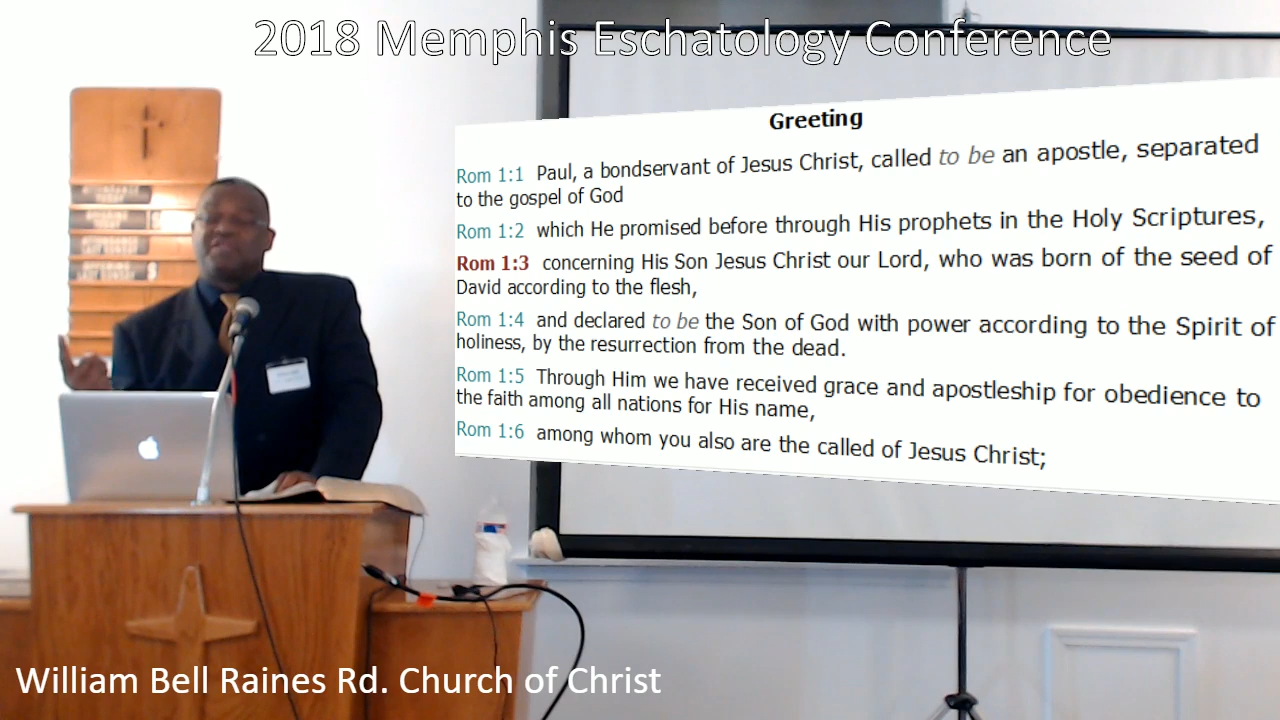 2018 Memphis Eschatology Conference
Greeting
Rom 1:1 Paul, a bondservant of Jesus Christ, called to be an apostle, separated
to the gospel of God
Rom 1:2 which He promised before through His prophets in the Holy Scriptures,
Rom 1:3 concerning His Son Jesus Christ our Lord, who was born of the seed of
David according to the flesh,
Rom 1:4 and declared to be the Son of God with power according to the Spirit of
holiness, by the resurrection from the dead.
Rom 1:5 Through Him we have received grace and apostleship for obedience to
the faith among all nations for His name,
Rom 1:6 among whom you also are the called of Jesus Christ;
William Bell Raines Rd. Church of Christ